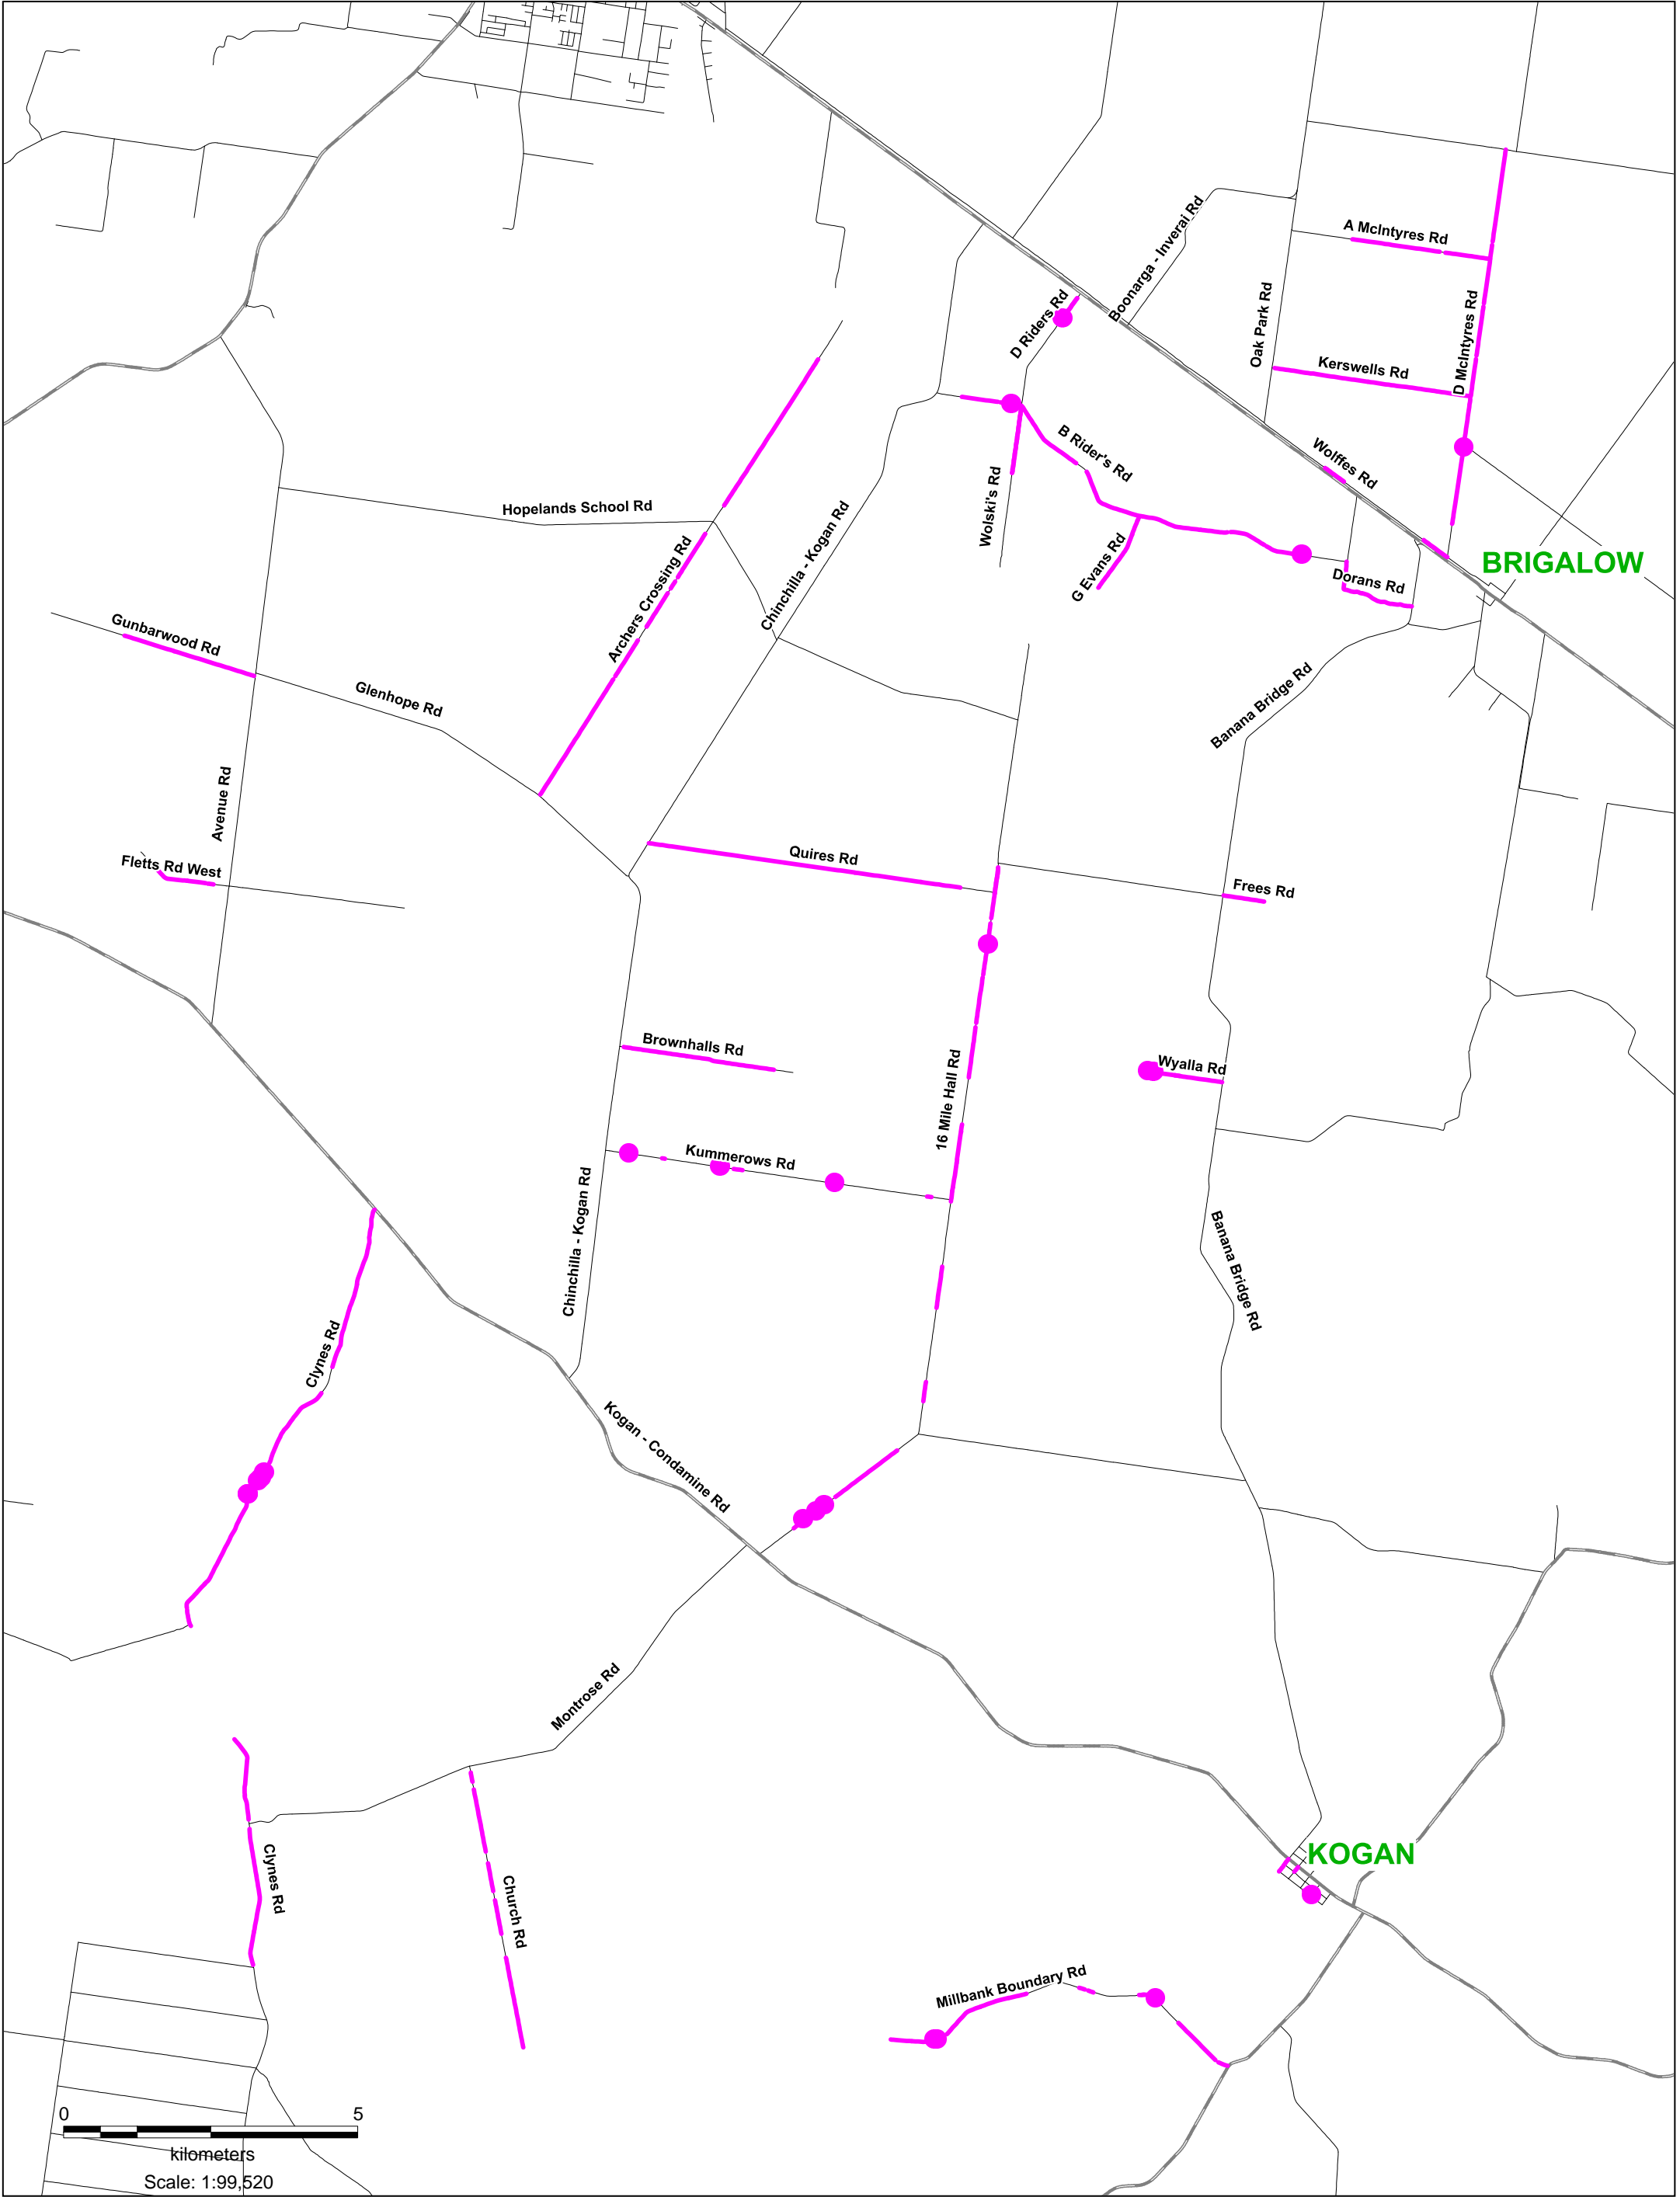 A McIntyres Rd
Boonarga - Inverai Rd
D Riders Rd
Oak Park Rd
D McIntyres Rd
Kerswells Rd
B Rider's Rd
Wolffes Rd
Hopelands School Rd
Wolski's Rd
Chinchilla - Kogan Rd
Archers Crossing Rd
G Evans Rd
BRIGALOW
Dorans Rd
Gunbarwood Rd
Glenhope Rd
Banana Bridge Rd
Avenue Rd
Fletts Rd West
Quires Rd
Frees Rd
Brownhalls Rd
16 Mile Hall Rd
Wyalla Rd
Kummerows Rd
Chinchilla - Kogan Rd
Banana Bridge Rd
Clynes Rd
Kogan - Condamine Rd
Montrose Rd
KOGAN
Clynes Rd
Church Rd
Millbank Boundary Rd
0 5
kilometers
Scale: 1:99,520